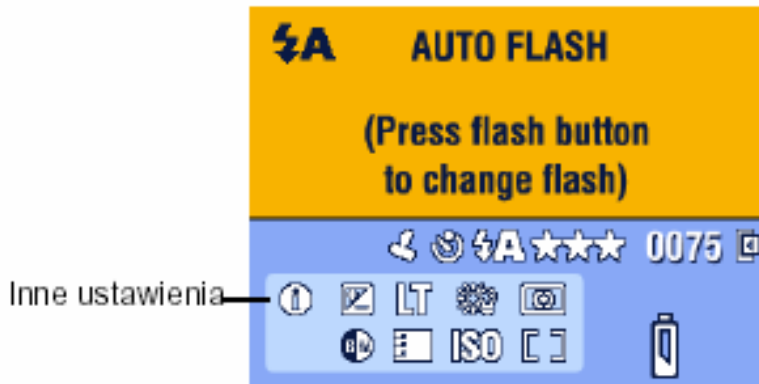 A AUTO FLASH
(Press flash button
to change flash)
A 0075
Inne ustawienia
LT
B W ISO